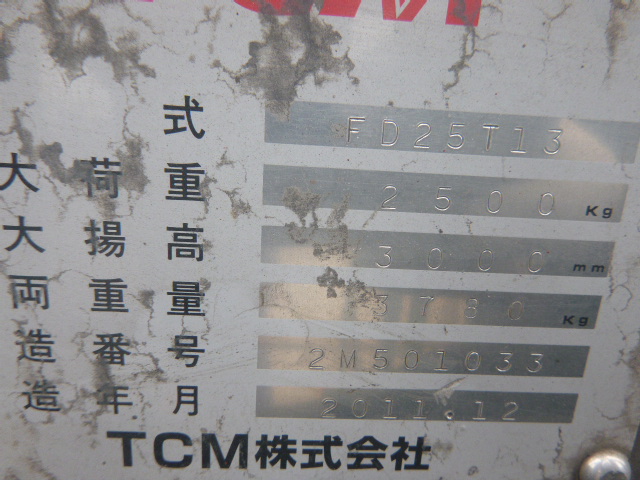 TCM
式 FD25T13
大荷重 2500 Kg
大揚高 3000 mm
両重量 3780 Kg
造番号 2M501033
造年月 2011.12
TCM株式会社